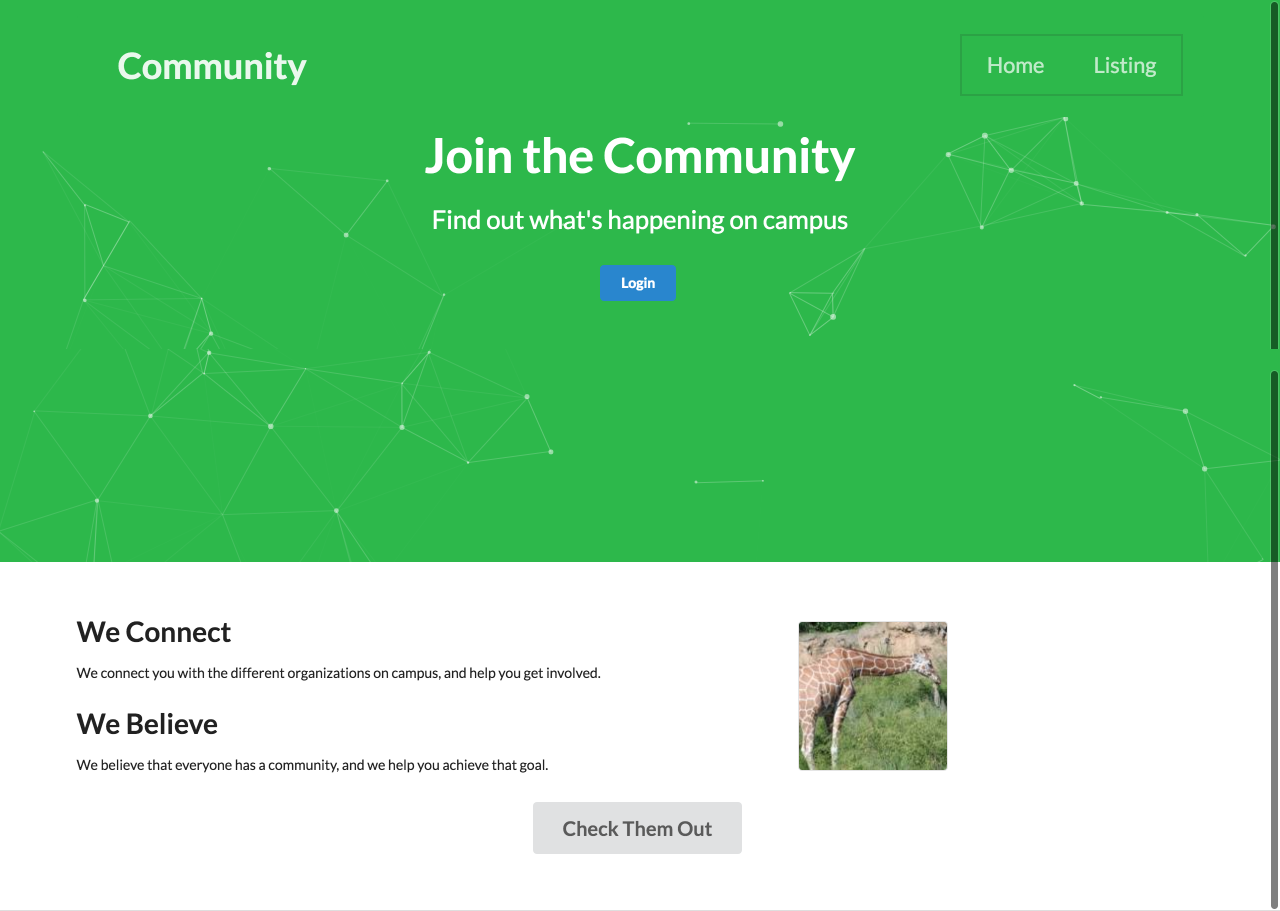 Community
Home Listing
Join the Community
Find out what's happening on campus
Login
We Connect
We connect you with the different organizations on campus, and help you get involved.
We Believe
We believe that everyone has a community, and we help you achieve that goal.
Check Them Out